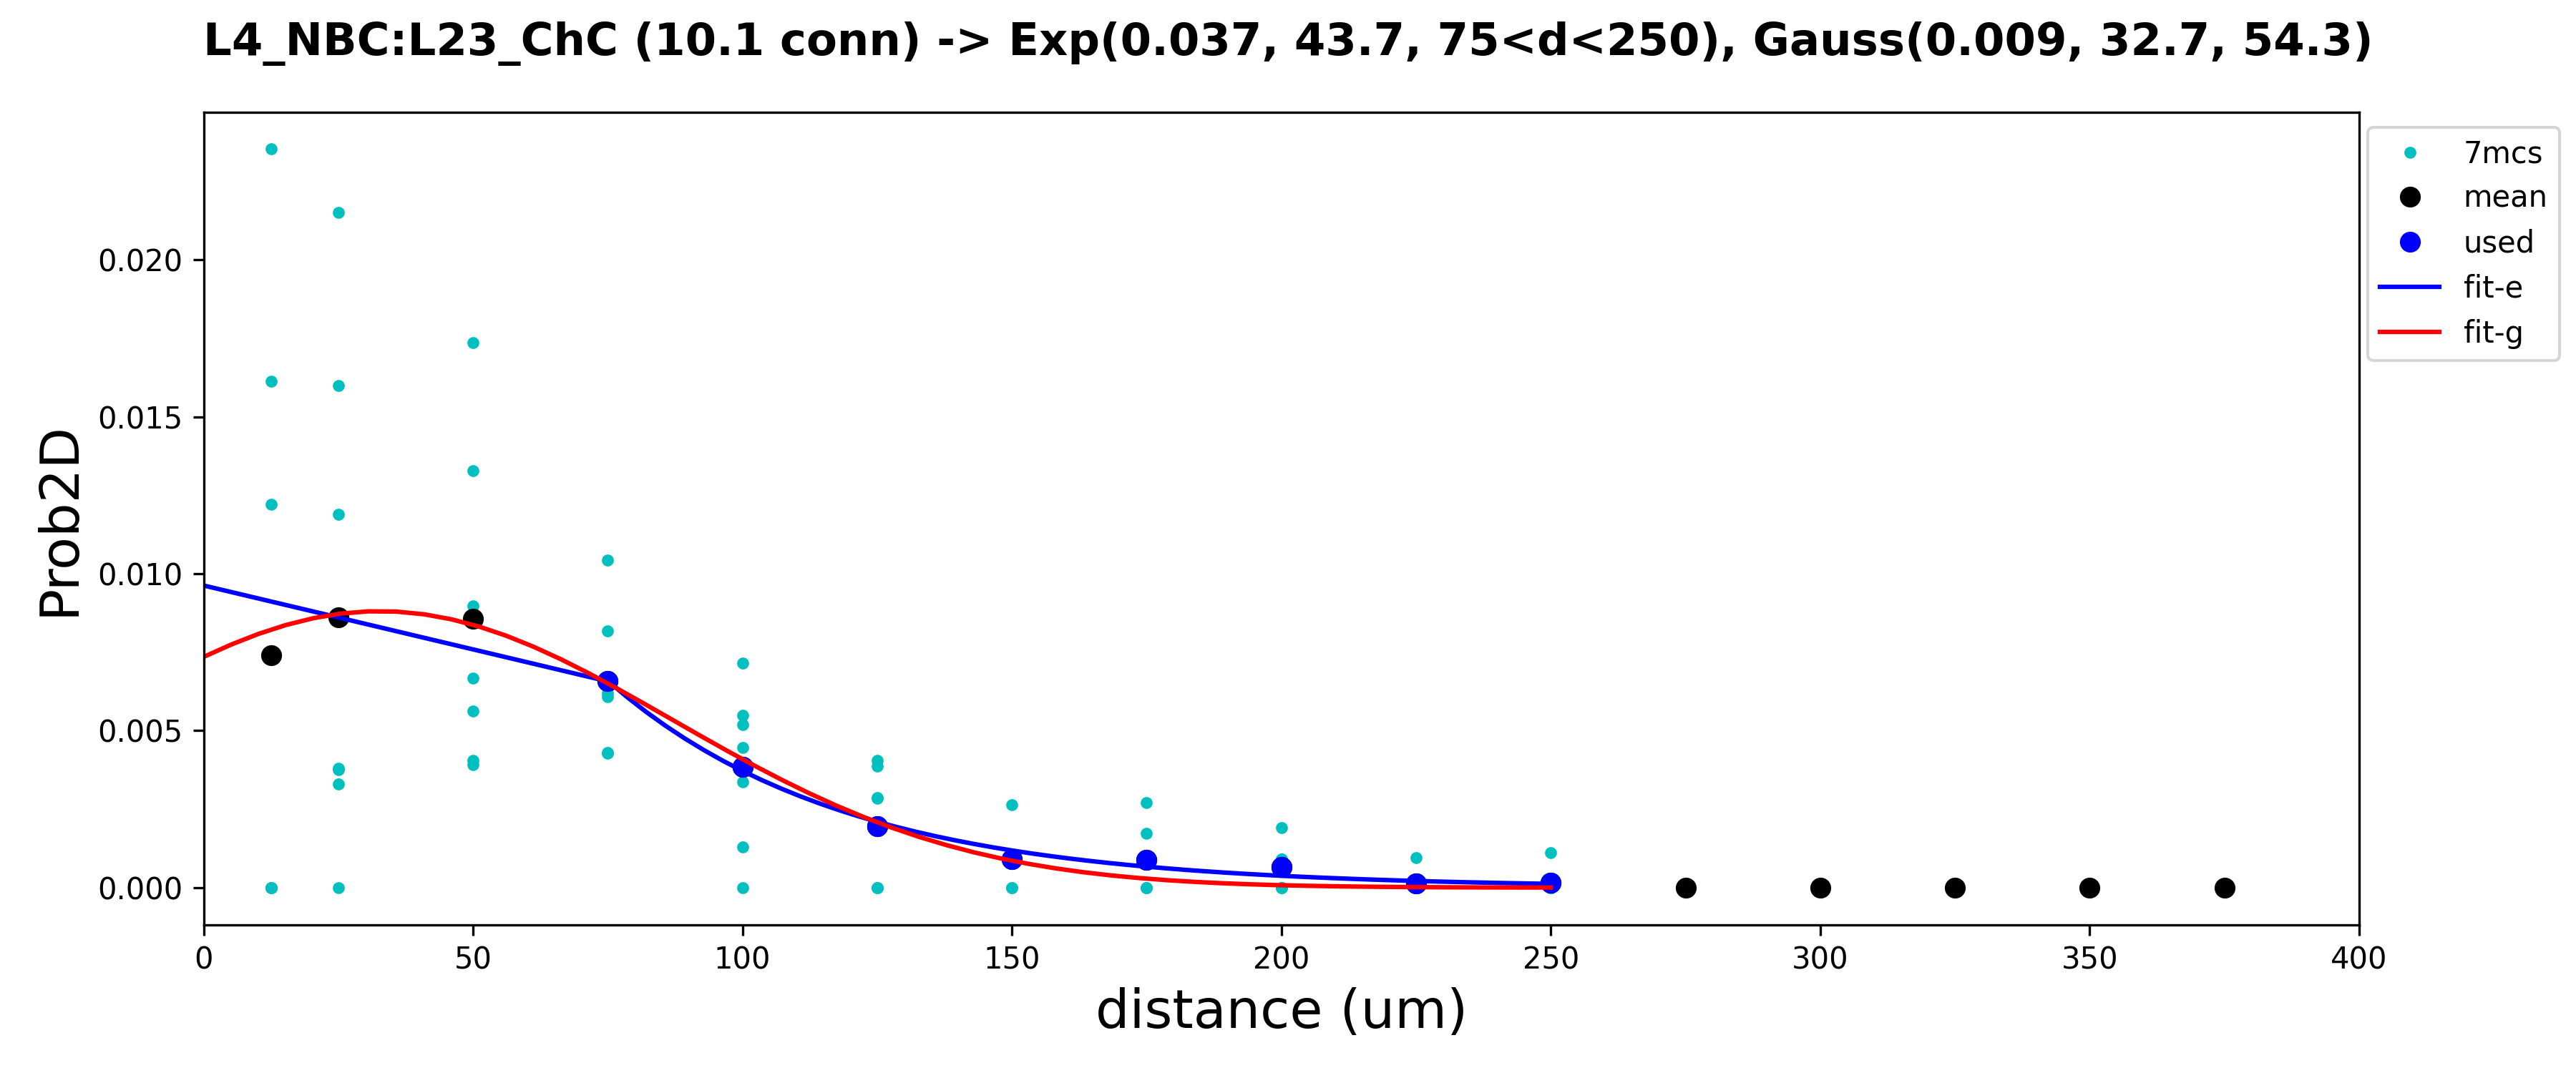 L4_NBC:L23_ChC (10.1 conn) -> Exp(0.037, 43.7, 75<d<250), Gauss(0.009, 32.7, 54.3)
7mcs
mean
used
fit-e
fit-g
0.020
0.015
0.010
0.005
0.000
Prob2D
0 50 100 150 200 250 300 350 400
distance (um)